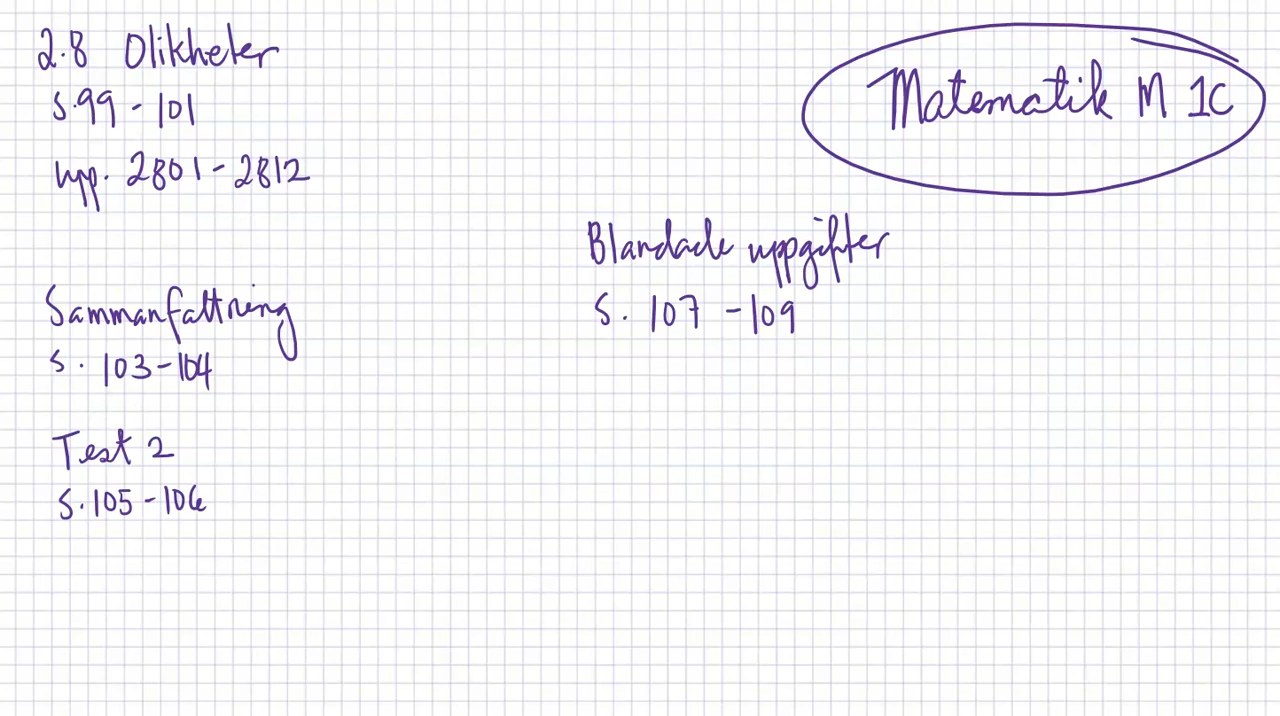 2.8 Olikheter
s.99 - 101
upp. 2801 - 2812
Matematik M 1C
Sammanfattning
s. 103 - 104
Test 2
s.105 - 106
Blandade uppgifter
s. 107 - 109